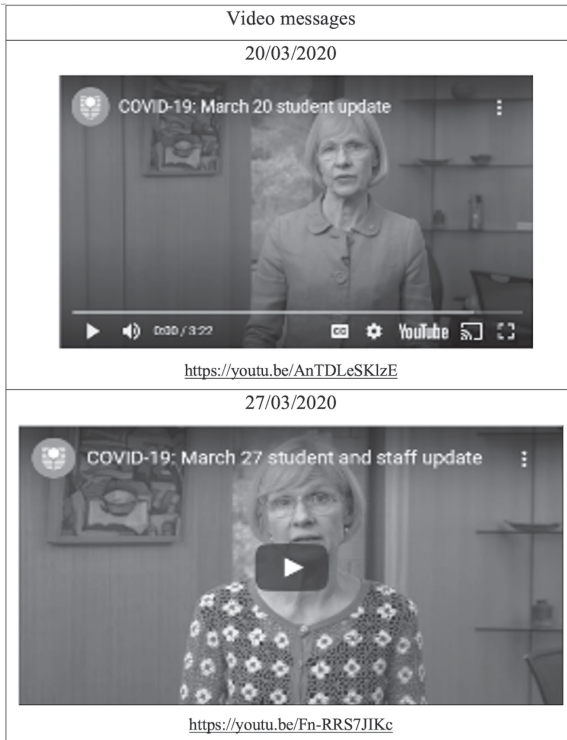 Video messages
20/03/2020
COVID-19: March 20 student update
0:00 / 3:22
CC
YouTube
https://youtu.be/AnTDLeSKlzE
27/03/2020
COVID-19: March 27 student and staff update
https://youtu.be/Fn-RRS7JIKc